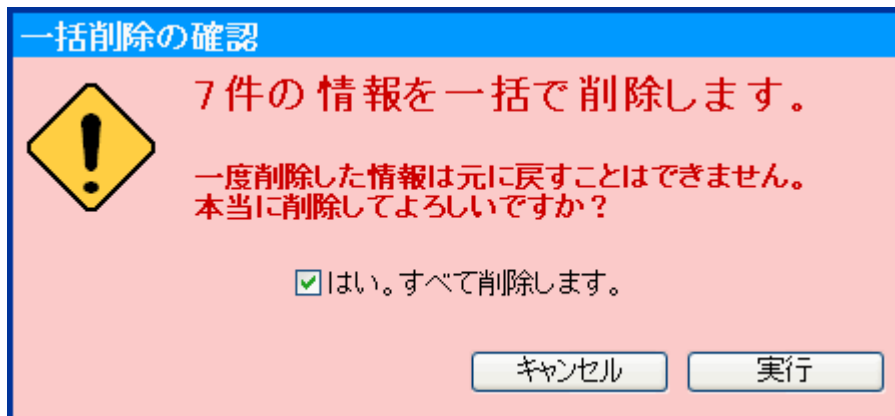 一括削除の確認
7件の情報を一括で削除します。
一度削除した情報は元に戻すことはできません。
本当に削除してよろしいですか？
はい。すべて削除します。
キャンセル
実行